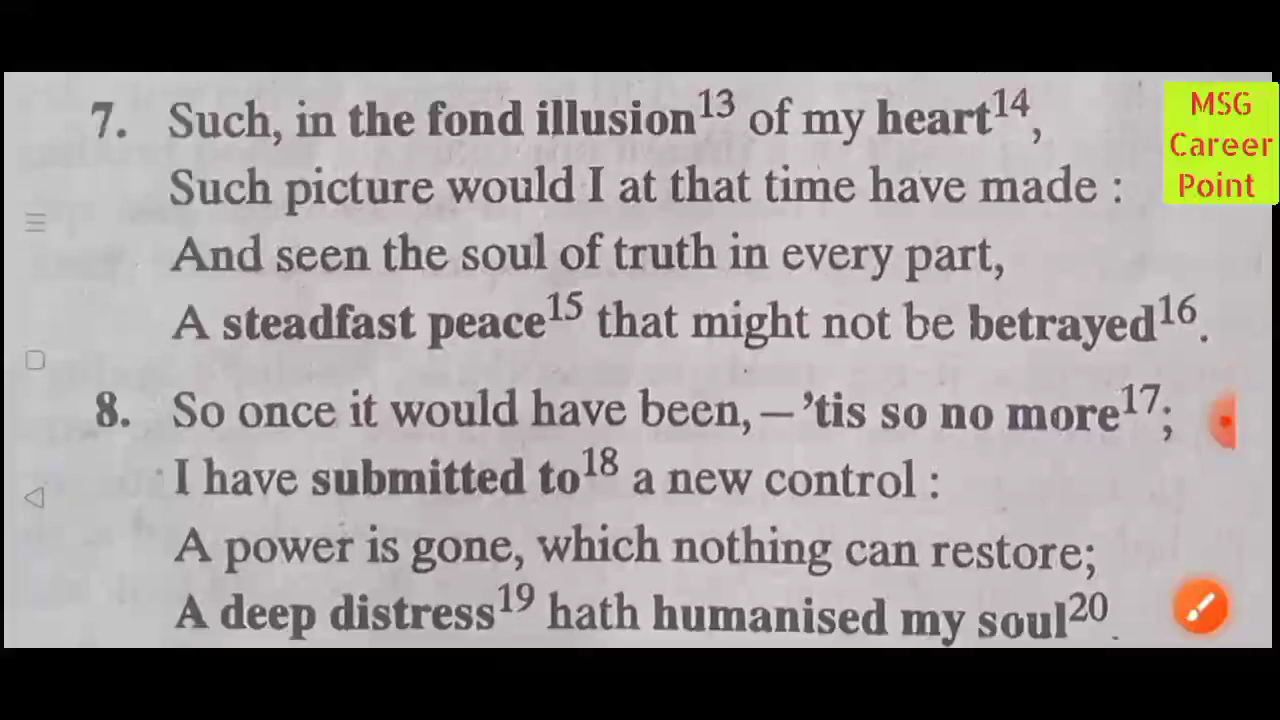 7. Such, in the fond illusion13 of my heart14,
Such picture would I at that time have made :
And seen the soul of truth in every part,
A steadfast peace15 that might not be betrayed16.
8. So once it would have been, – 'tis so no more17;
I have submitted to18 a new control :
A power is gone, which nothing can restore;
A deep distress19 hath humanised my soul20.
MSG
Career
Point